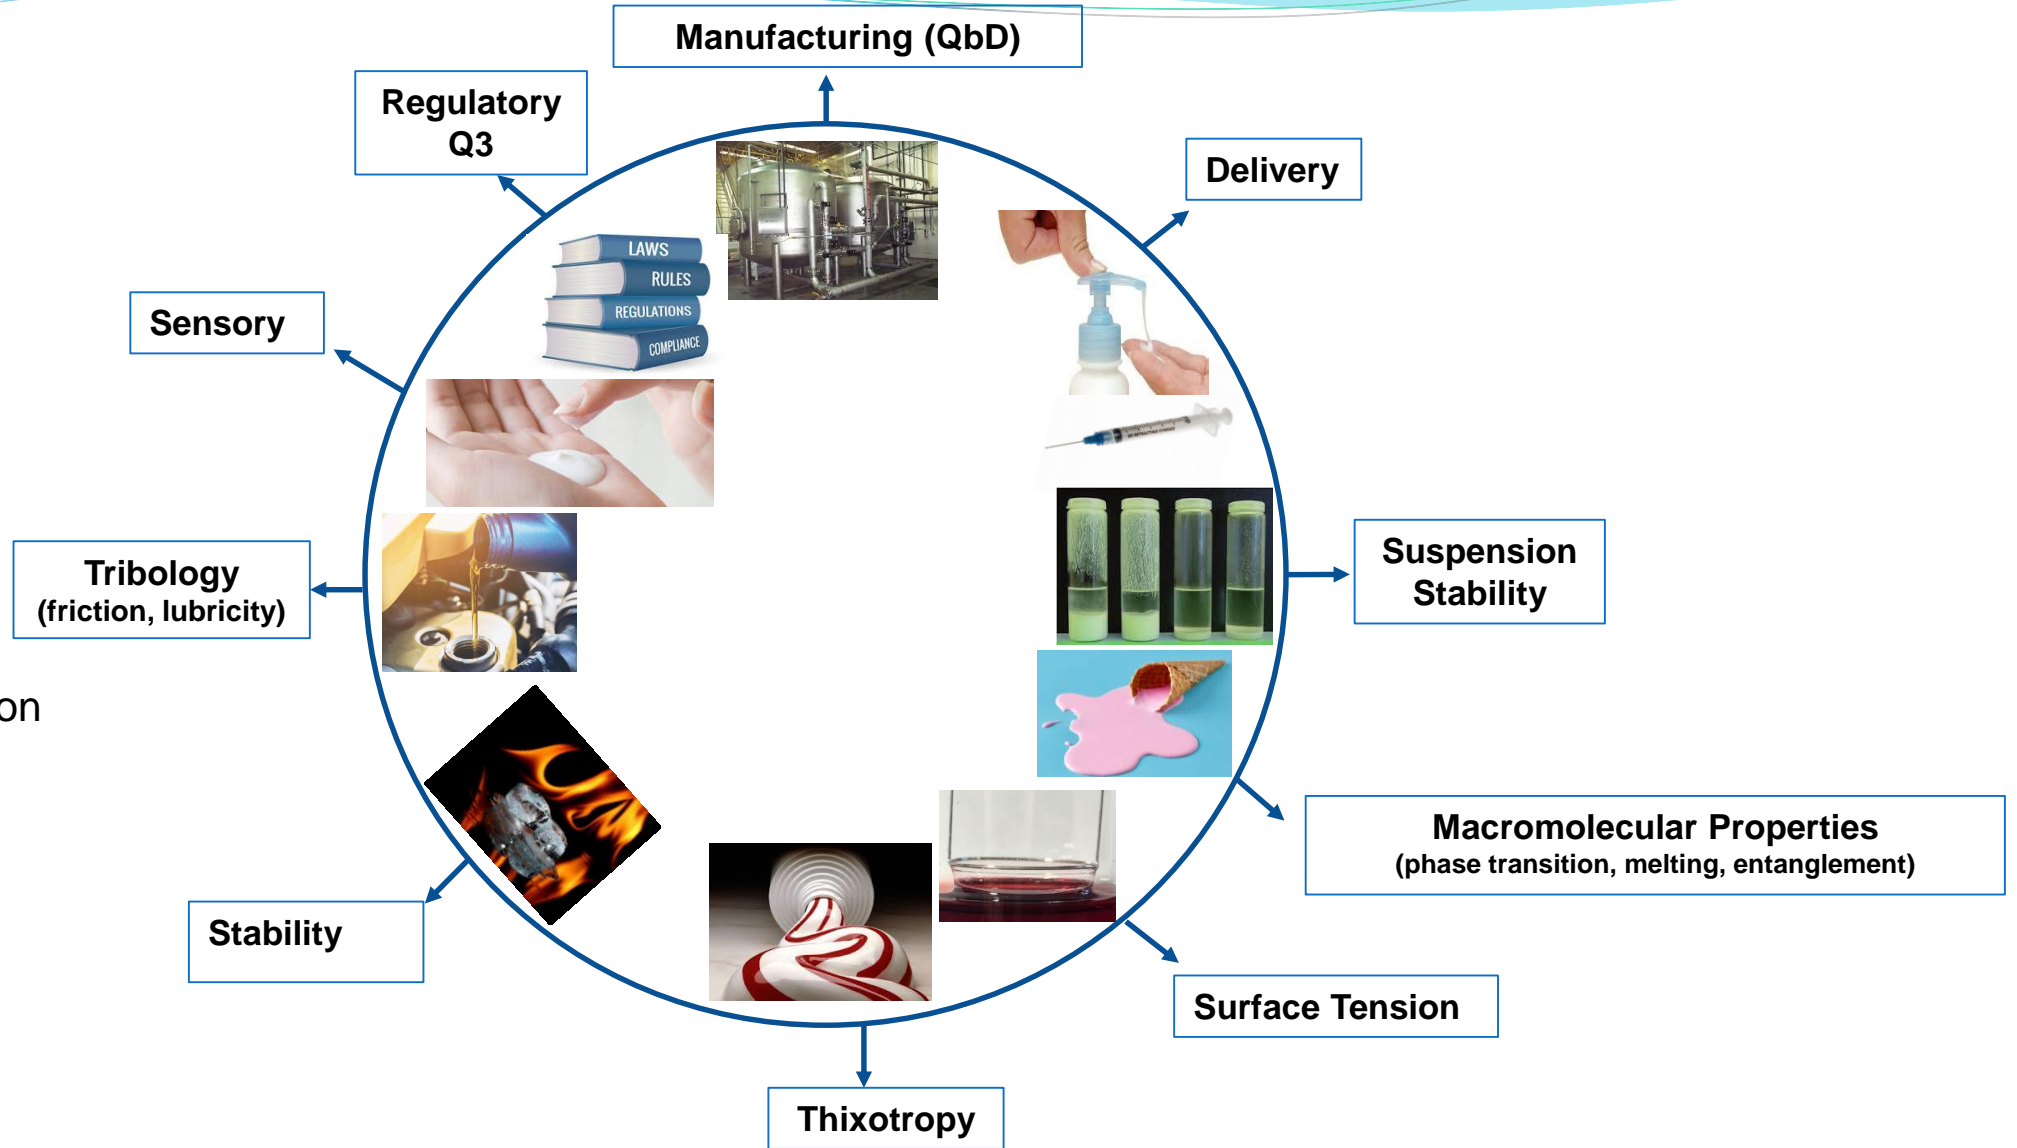 Manufacturing (QbD)
Regulatory
Q3
Delivery
LAWS
RULES
REGULATIONS
COMPLIANCE
Sensory
Suspension
Stability
Tribology
(friction, lubricity)
on
Macromolecular Properties
(phase transition, melting, entanglement)
Stability
Surface Tension
Thixotropy